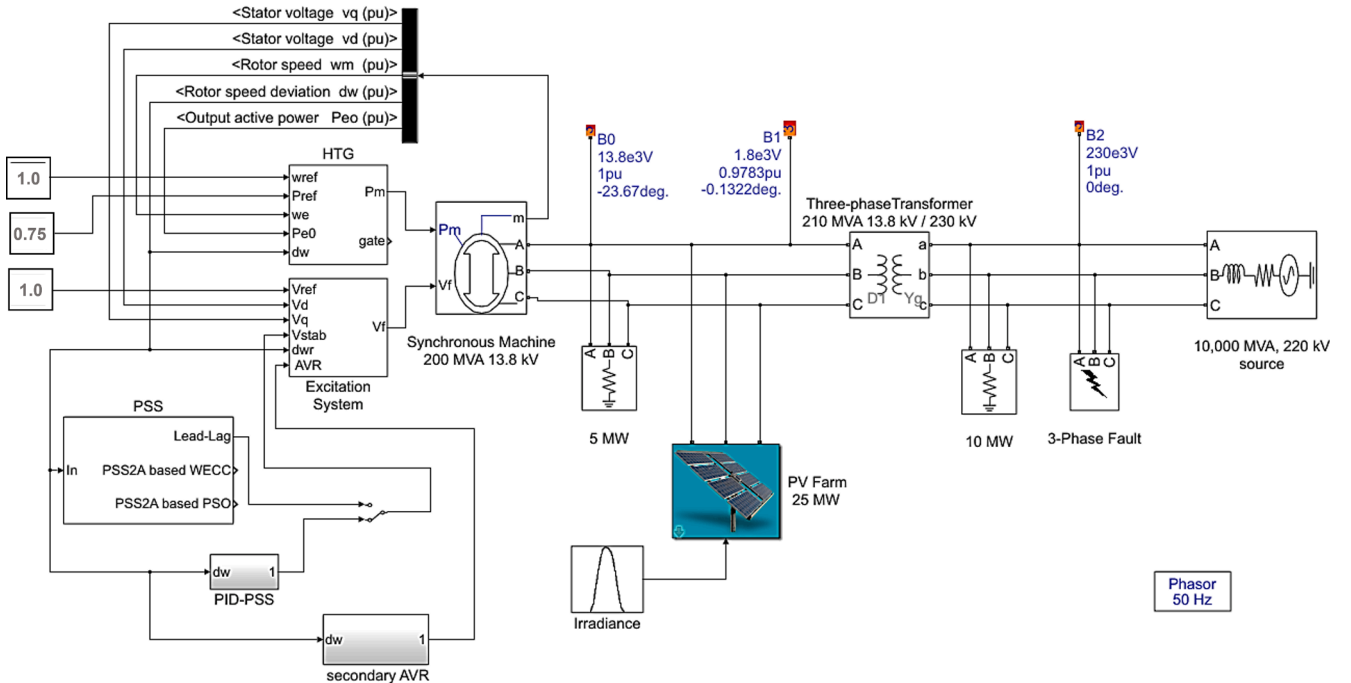 <Stator voltage vq (pu)>
<Stator voltage vd (pu)>
<Rotor speed wm (pu)>
<Rotor speed deviation dw (pu)>
<Output active power Peo (pu)>
HTG
1.0
0.75
1.0
wref
Pref
we
Pe0
dw
Pm
gate
Vref
Vd
Vq
Vstab
dwr
AVR
Vf
Excitation
System
Pm
Vf
m
A
B
C
Synchronous Machine
200 MVA 13.8 kV
B0
13.8e3V
1pu
-23.67deg.
B1
1.8e3V
0.9783pu
-0.1322deg.
B2
230e3V
1pu
0deg.
A
B
C
5 MW
Three-phaseTransformer
210 MVA 13.8 kV / 230 kV
A
B
C
D1
Yg
a
b
c
A
B
C
10 MW
A
B
C
3-Phase Fault
A
B
C
10,000 MVA, 220 kV
source
PSS
In
Lead-Lag
PSS2A based WECC
PSS2A based PSO
dw
1
PID-PSS
dw
1
secondary AVR
PV Farm
25 MW
Irradiance
Phasor
50 Hz